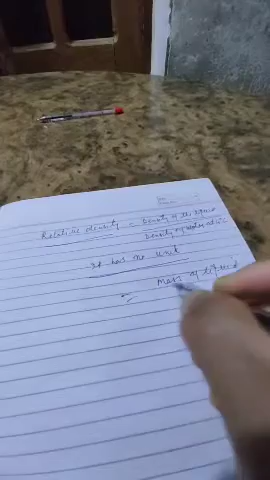 Relative density = Density of the liquid
Density of water at 4°C
It has no unit
= Mass of liquid